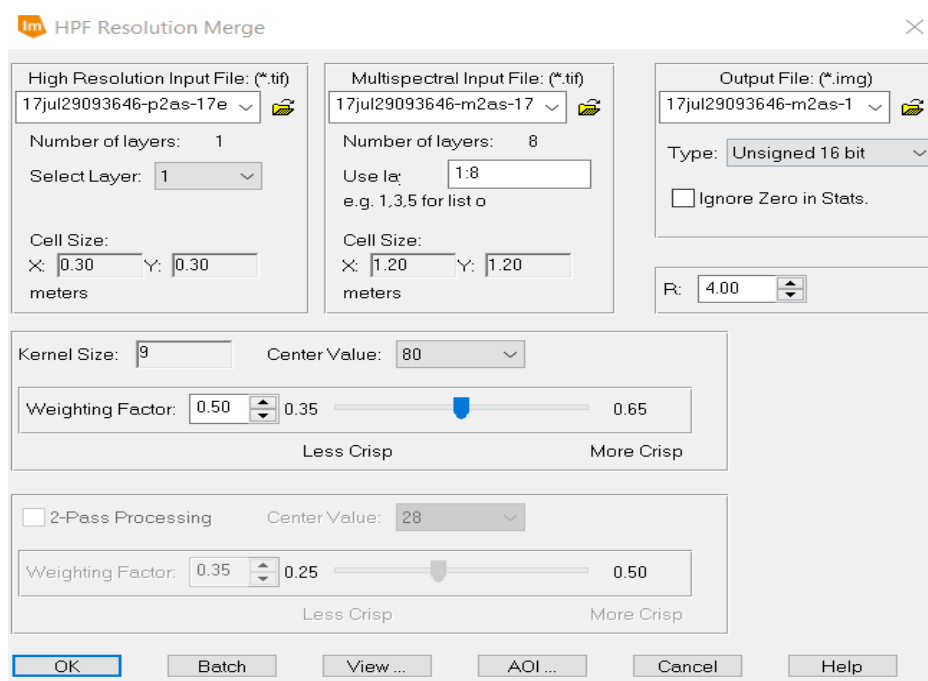 Im HPF Resolution Merge
High Resolution Input File: (*.tif)
17jul29093646-p2as-17e
Number of layers: 1
Select Layer: 1
Cell Size:
X: 0.30 Y: 0.30
meters
Multispectral Input File: (*.tif)
17jul29093646-m2as-17
Number of layers: 8
Use la 1:8
e.g. 1,3,5 for list o
Cell Size:
X: 1.20 Y: 1.20
meters
Output File: (*.img)
17jul29093646-m2as-1
Type: Unsigned 16 bit
Ignore Zero in Stats.
R: 4.00
Kernel Size: 9 Center Value: 80
Weighting Factor: 0.50 0.35 0.65
Less Crisp More Crisp
2-Pass Processing Center Value: 28
Weighting Factor: 0.35 0.25 0.50
Less Crisp More Crisp
OK Batch View ... AOI ... Cancel Help